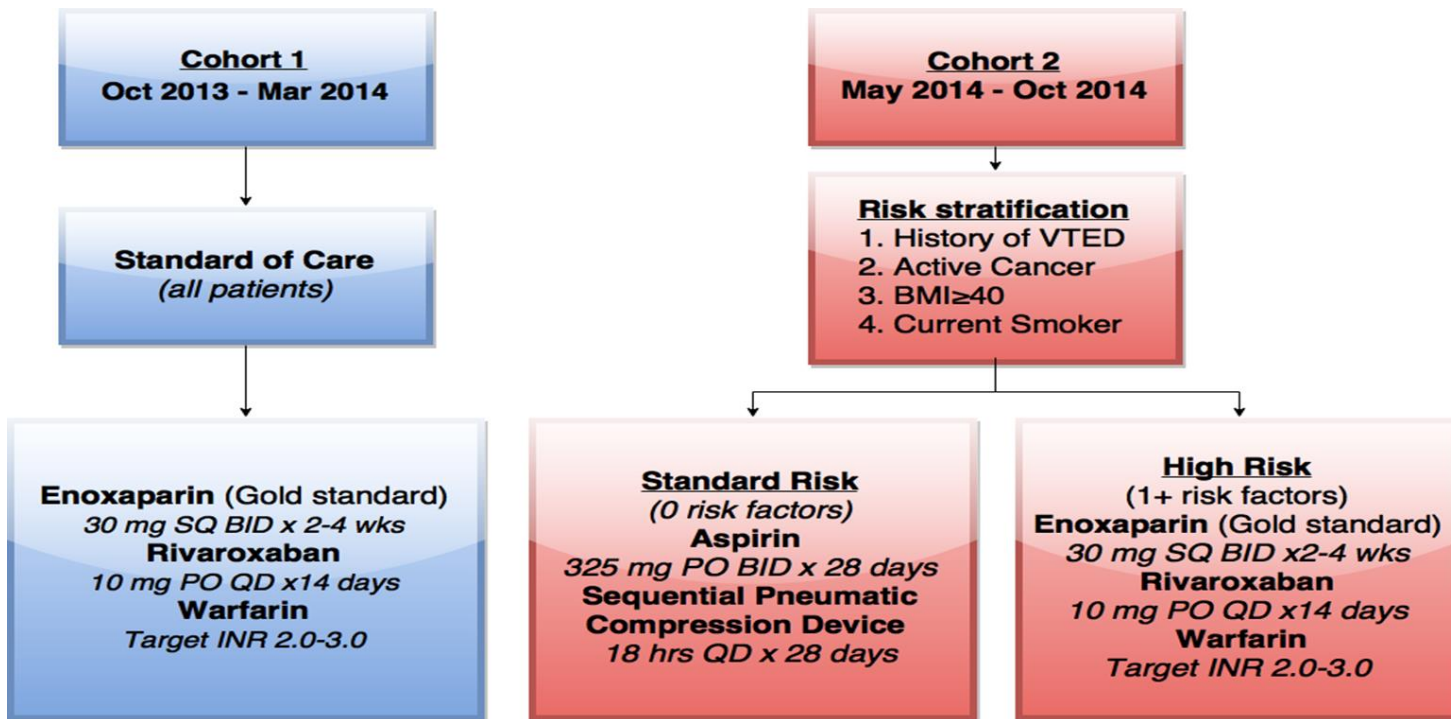 Cohort 1
Oct 2013 - Mar 2014
Standard of Care
(all patients)
Enoxaparin (Gold standard)
30 mg SQ BID x 2-4 wks
Rivaroxaban
10 mg PO QD x14 days
Warfarin
Target INR 2.0-3.0
Cohort 2
May 2014 - Oct 2014
Risk stratification
1. History of VTED
2. Active Cancer
3. BMI≥40
4. Current Smoker
Standard Risk
(0 risk factors)
Aspirin
325 mg PO BID x 28 days
Sequential Pneumatic
Compression Device
18 hrs QD x 28 days
High Risk
(1+ risk factors)
Enoxaparin (Gold standard)
30 mg SQ BID x2-4 wks
Rivaroxaban
10 mg PO QD x14 days
Warfarin
Target INR 2.0-3.0